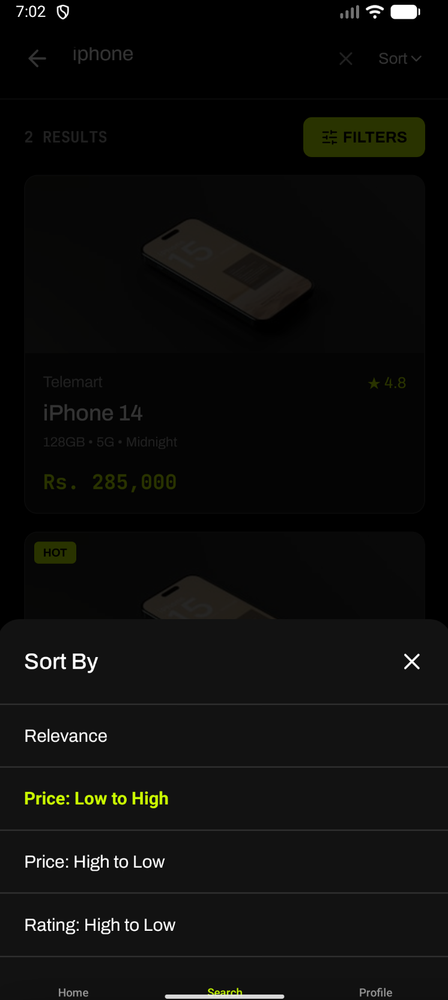 7:02
iphone
Sort
2 RESULTS
FILTERS
15
Telemart
★ 4.8
iPhone 14
128GB • 5G • Midnight
Rs. 285,000
HOT
15
Sort By
Relevance
Price: Low to High
Price: High to Low
Rating: High to Low
Home
Search
Profile